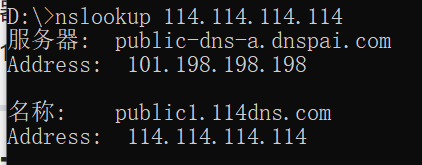 D:\>nslookup 114.114.114.114
服务器:  public-dns-a.dnspai.com
Address:  101.198.198.198
名称:    public1.114dns.com
Address:  114.114.114.114